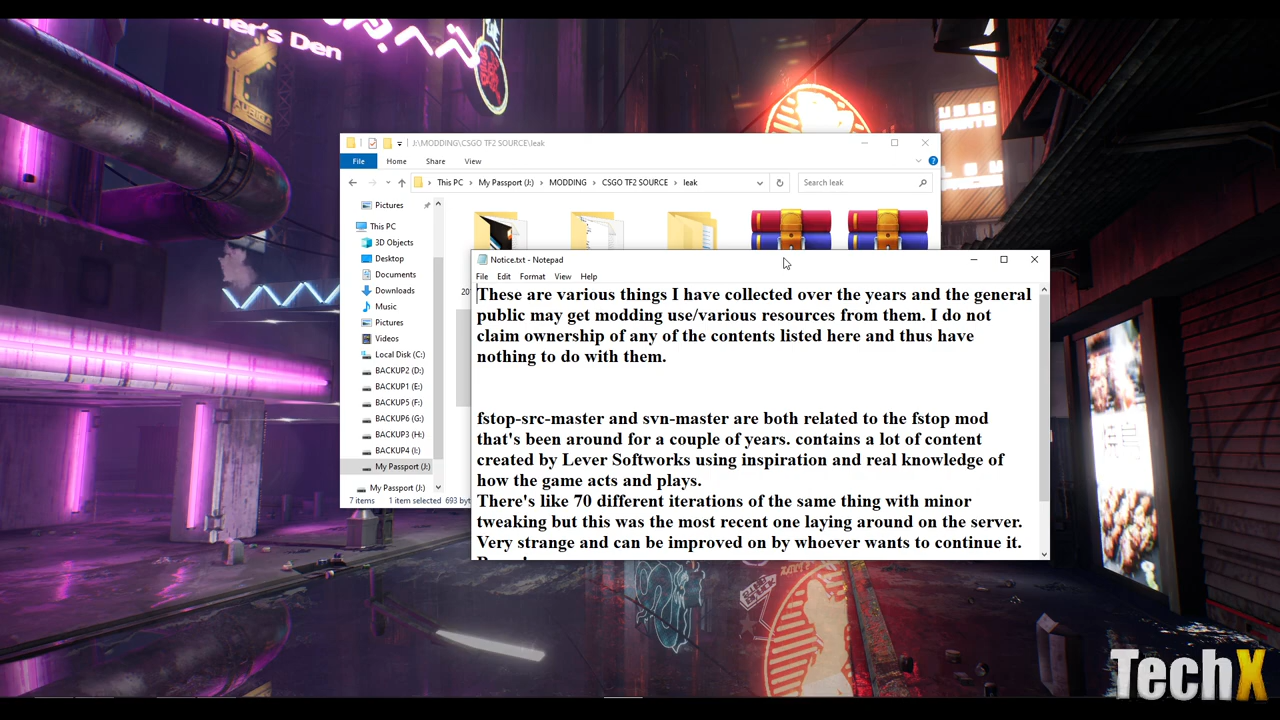 ner's Den
J:\MODDING\CSGO TF2 SOURCE\leak
File Home Share View
This PC My Passport (J:) MODDING CSGO TF2 SOURCE leak
Search leak
Pictures
This PC
3D Objects
Desktop
Documents
Downloads
Music
Pictures
Videos
Local Disk (C:)
BACKUP2 (D:)
BACKUP1 (E:)
BACKUP5 (F:)
BACKUP6 (G:)
BACKUP3 (H:)
BACKUP4 (I:)
My Passport (J:)
My Passport (J:)
7 items 1 item selected 693 byt
20
Notice.txt - Notepad
File Edit Format View Help
These are various things I have collected over the years and the general
public may get modding use/various resources from them. I do not
claim ownership of any of the contents listed here and thus have
nothing to do with them.
fstop-src-master and svn-master are both related to the fstop mod
that's been around for a couple of years. contains a lot of content
created by Lever Softworks using inspiration and real knowledge of
how the game acts and plays.
There's like 70 different iterations of the same thing with minor
tweaking but this was the most recent one laying around on the server.
Very strange and can be improved on by whoever wants to continue it.
USED
TechX